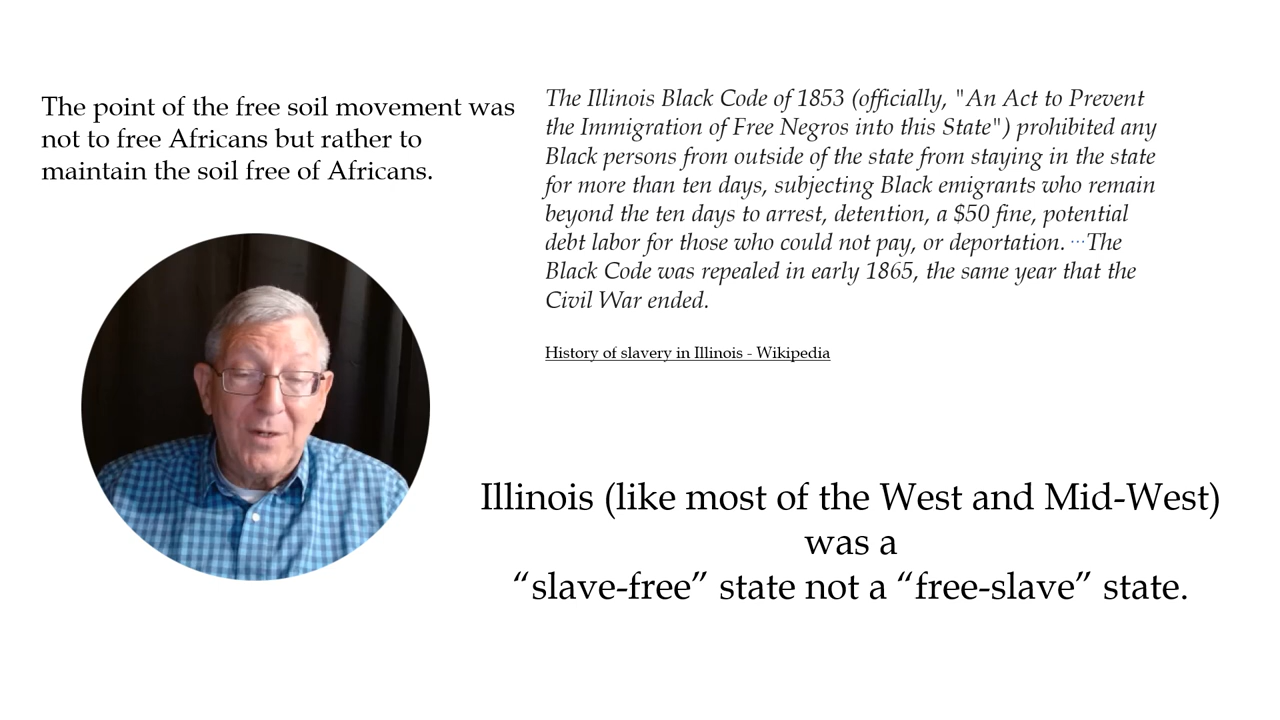 The point of the free soil movement was
not to free Africans but rather to
maintain the soil free of Africans.
The Illinois Black Code of 1853 (officially, "An Act to Prevent
the Immigration of Free Negros into this State") prohibited any
Black persons from outside of the state from staying in the state
for more than ten days, subjecting Black emigrants who remain
beyond the ten days to arrest, detention, a $50 fine, potential
debt labor for those who could not pay, or deportation. ...The
Black Code was repealed in early 1865, the same year that the
Civil War ended.
History of slavery in Illinois - Wikipedia
Illinois (like most of the West and Mid-West)
was a
“slave-free” state not a “free-slave” state.